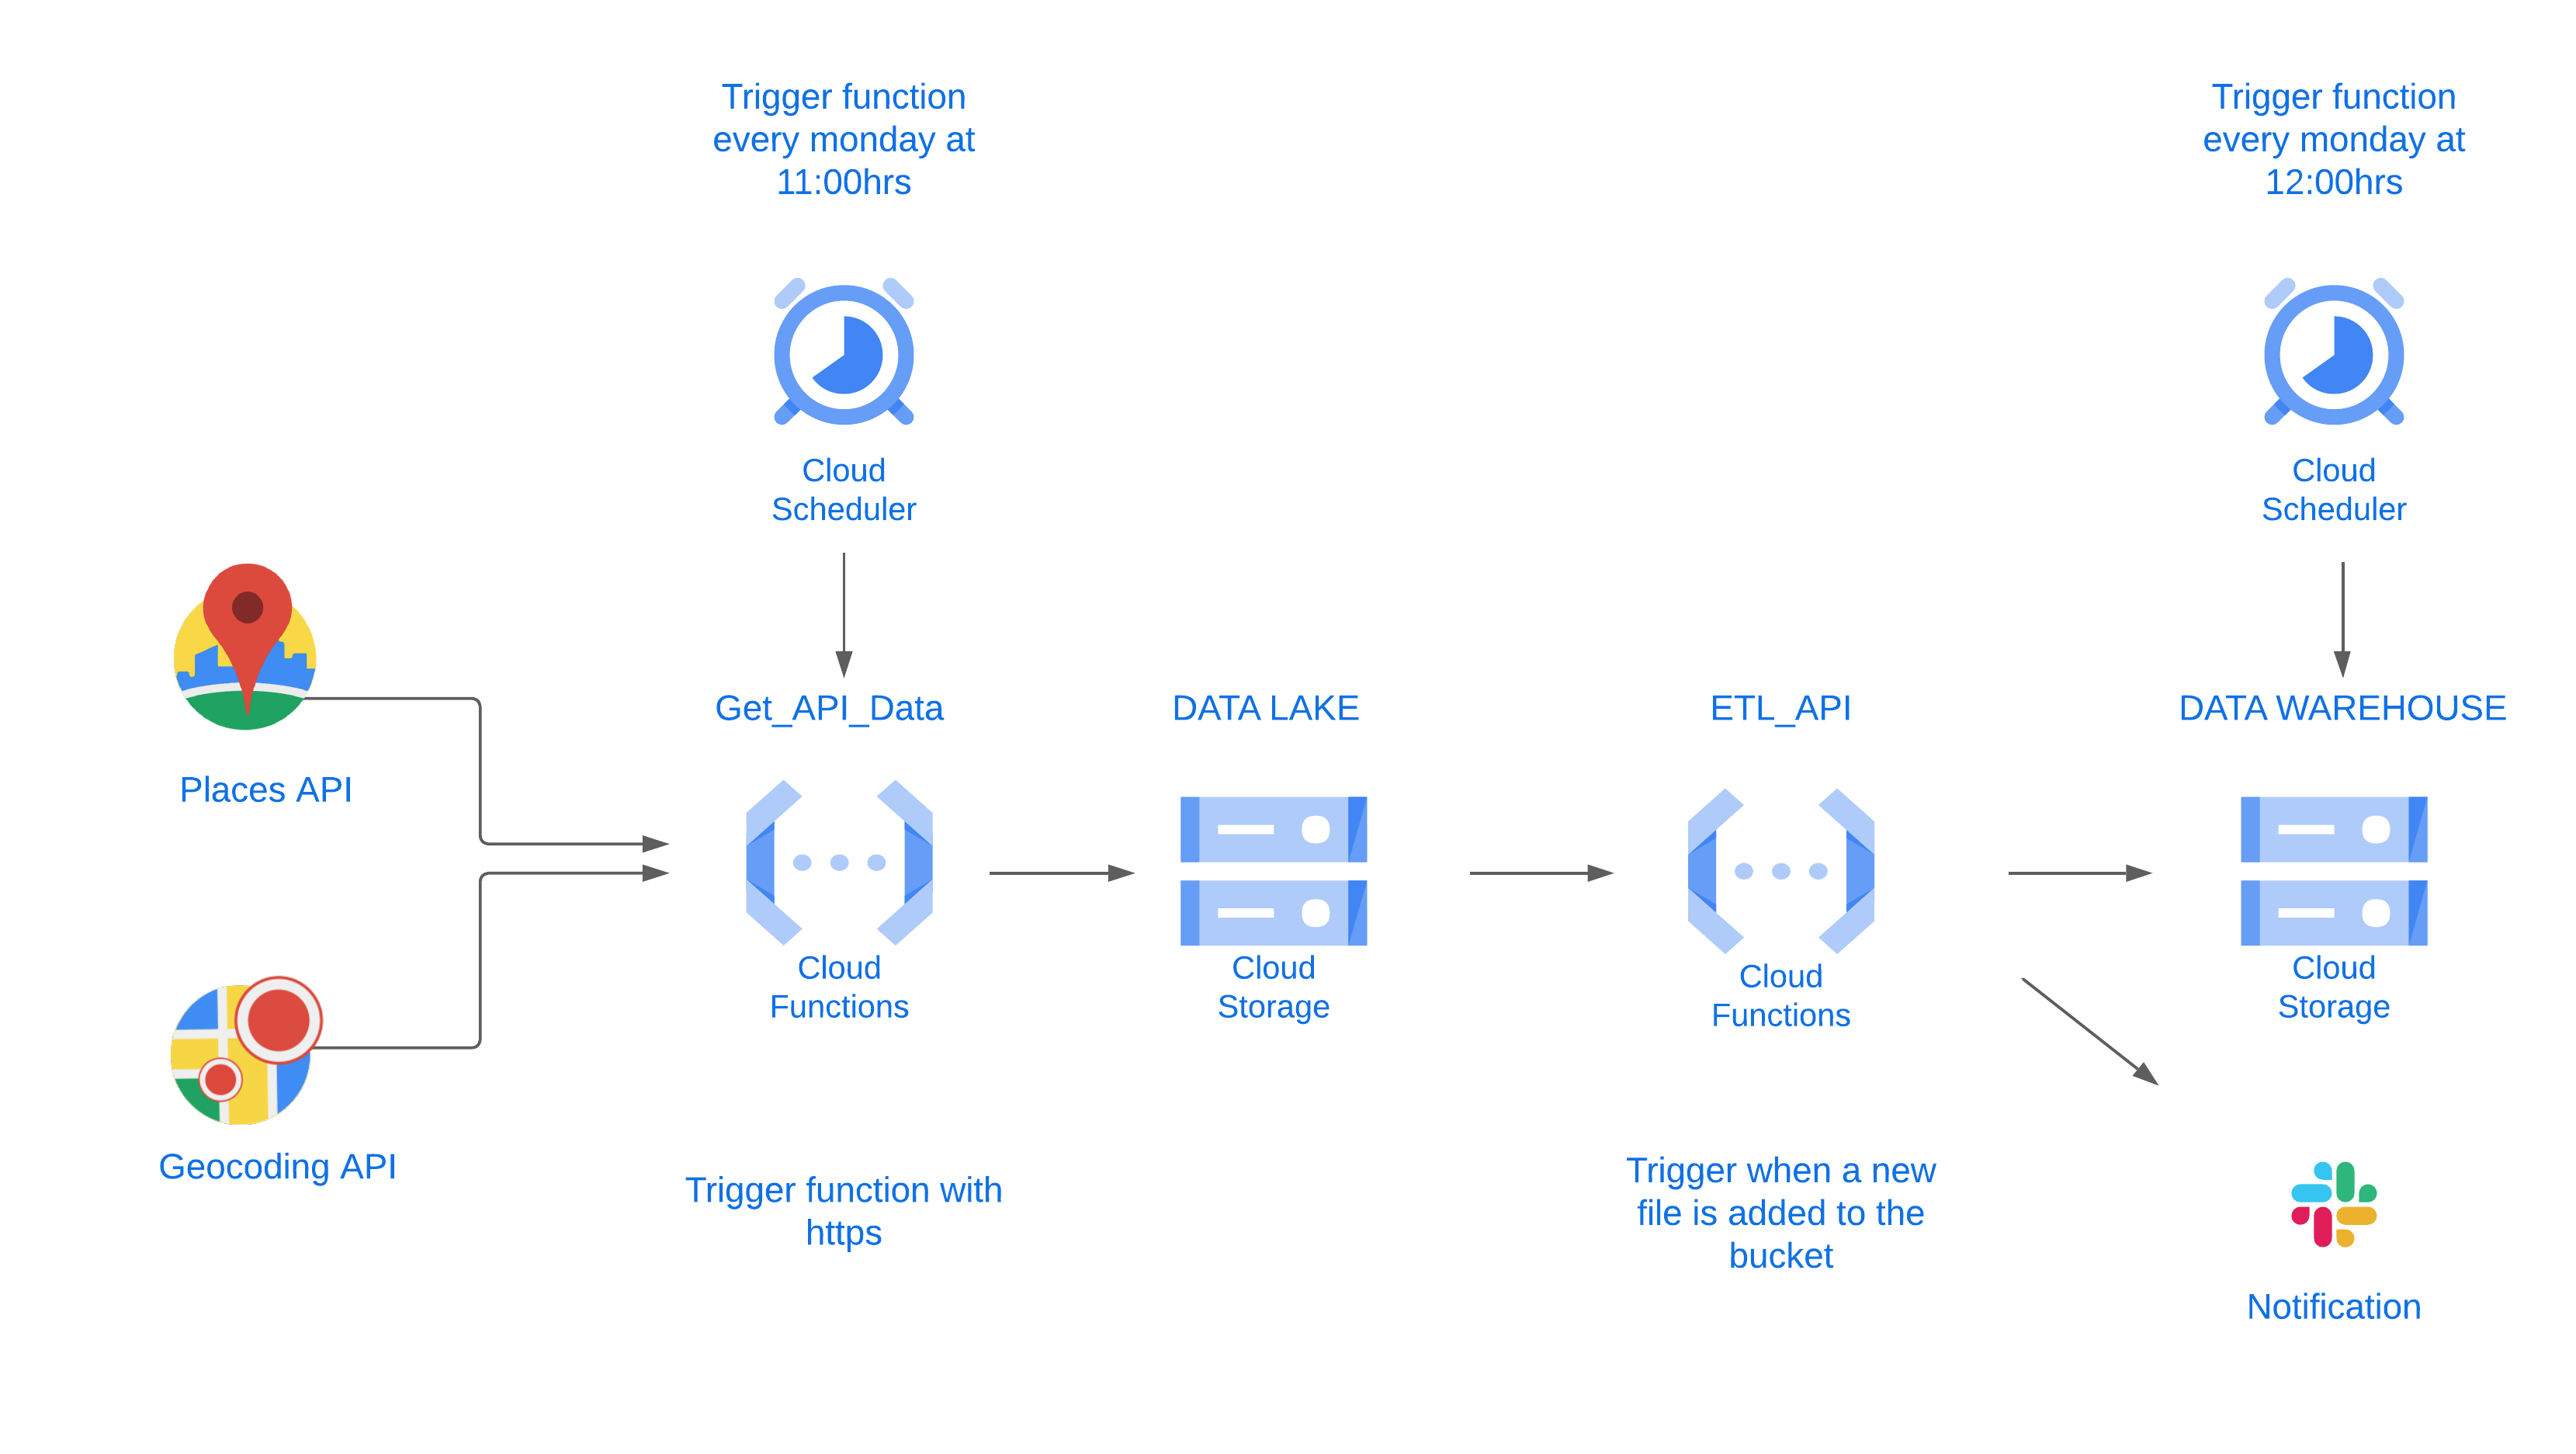 Trigger function
every monday at
11:00hrs
Trigger function
every monday at
12:00hrs
Cloud
Scheduler
Cloud
Scheduler
Places API
Get_API_Data
DATA LAKE
ETL_API
DATA WAREHOUSE
Cloud
Functions
Cloud
Storage
Cloud
Functions
Cloud
Storage
Geocoding API
Trigger function with
https
Trigger when a new
file is added to the
bucket
Notification